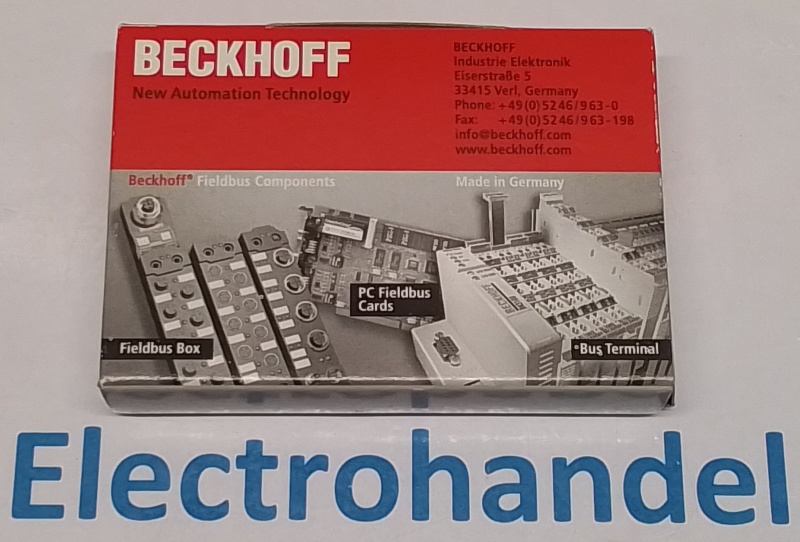 BECKHOFF
New Automation Technology
BECKHOFF
Industrie Elektronik
Eiserstraße 5
33415 Verl, Germany
Phone: +49(0)5246/963-0
Fax: +49(0)5246/963-198
info@beckhoff.com
www.beckhoff.com
Beckhoff® Fieldbus Components
Made in Germany
BECKHOFF
PC Fieldbus
Cards
Fieldbus Box
Bus Terminal
Electrohandel